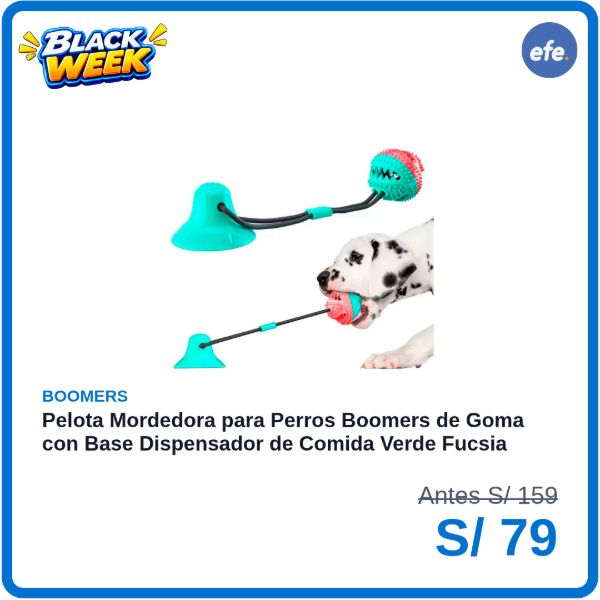 BLACK
WEEK
efe.
BOOMERS
Pelota Mordedora para Perros Boomers de Goma
con Base Dispensador de Comida Verde Fucsia
Antes S/ 159
S/ 79